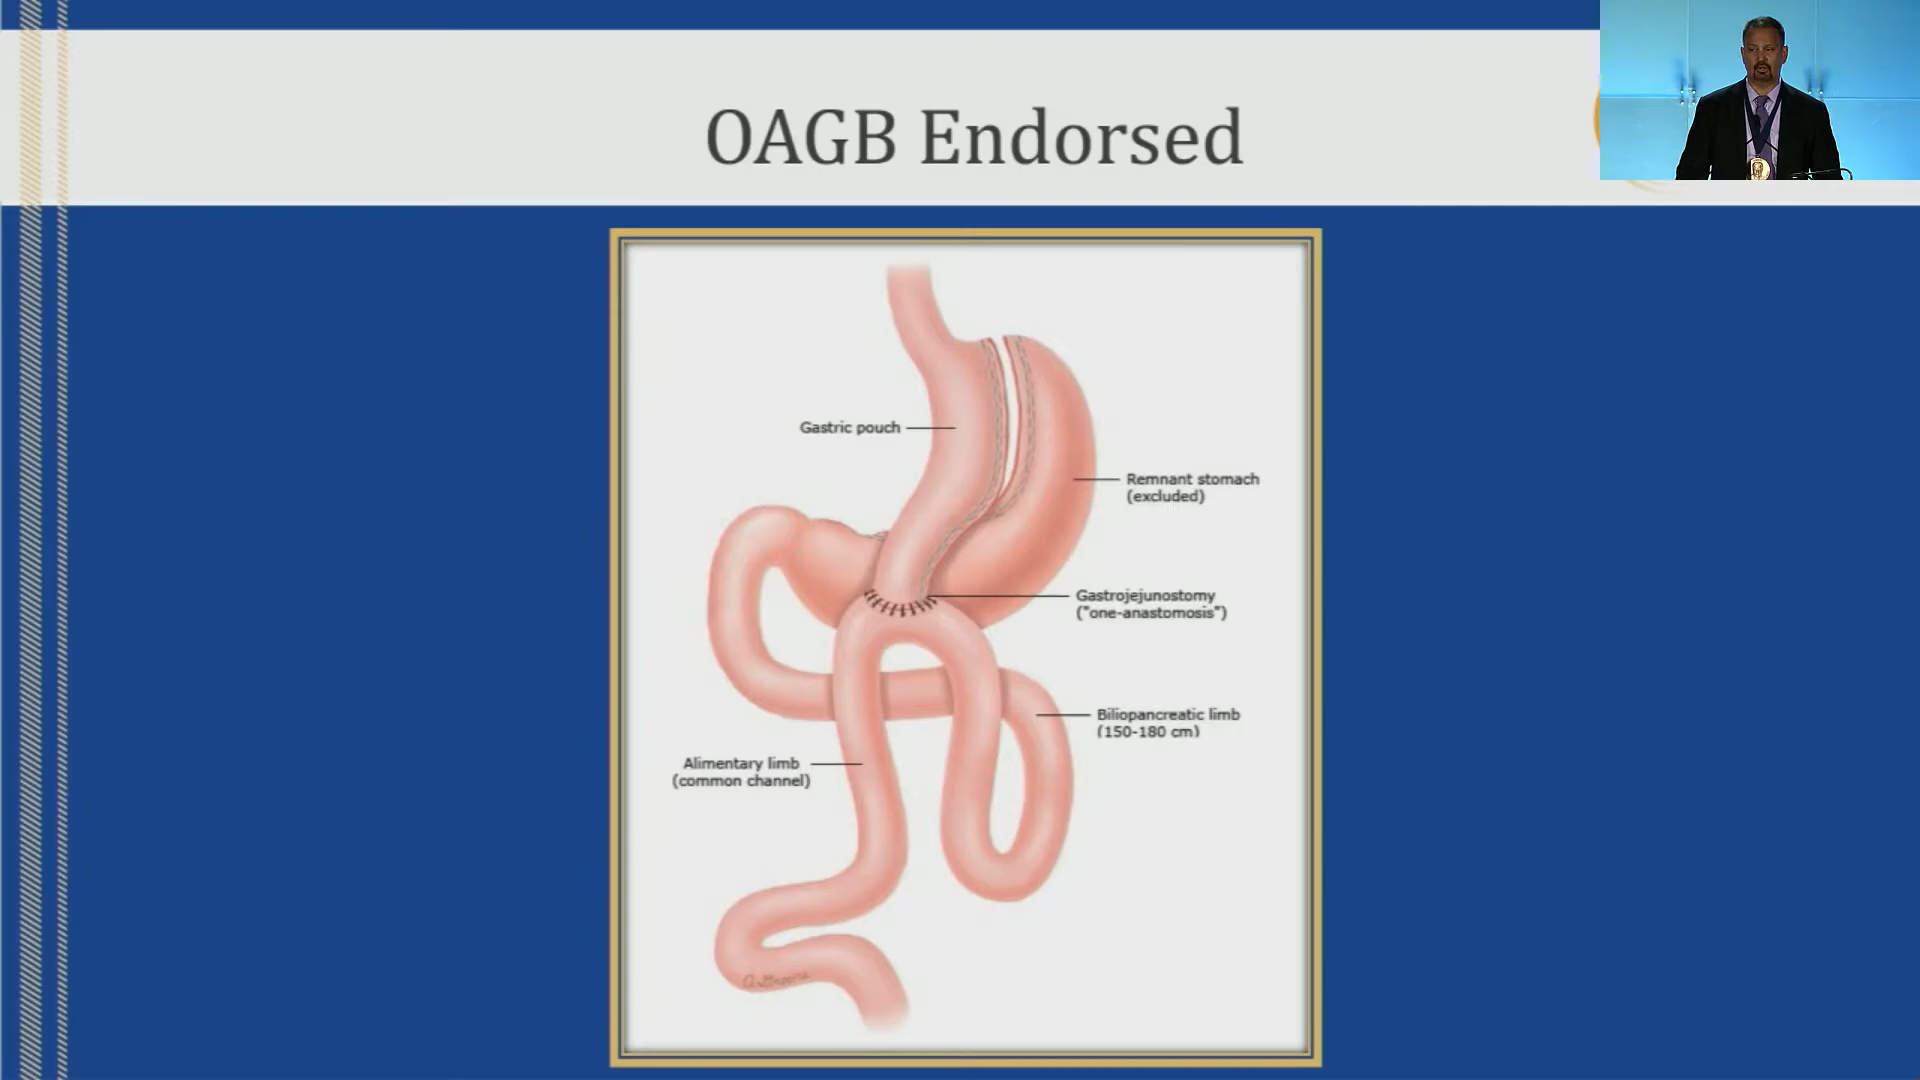 OAGB Endorsed
Gastric pouch
Remnant stomach
(excluded)
Gastrojejunostomy
("one-anastomosis")
Biliopancreatic limb
(150-180 cm)
Alimentary limb
(common channel)